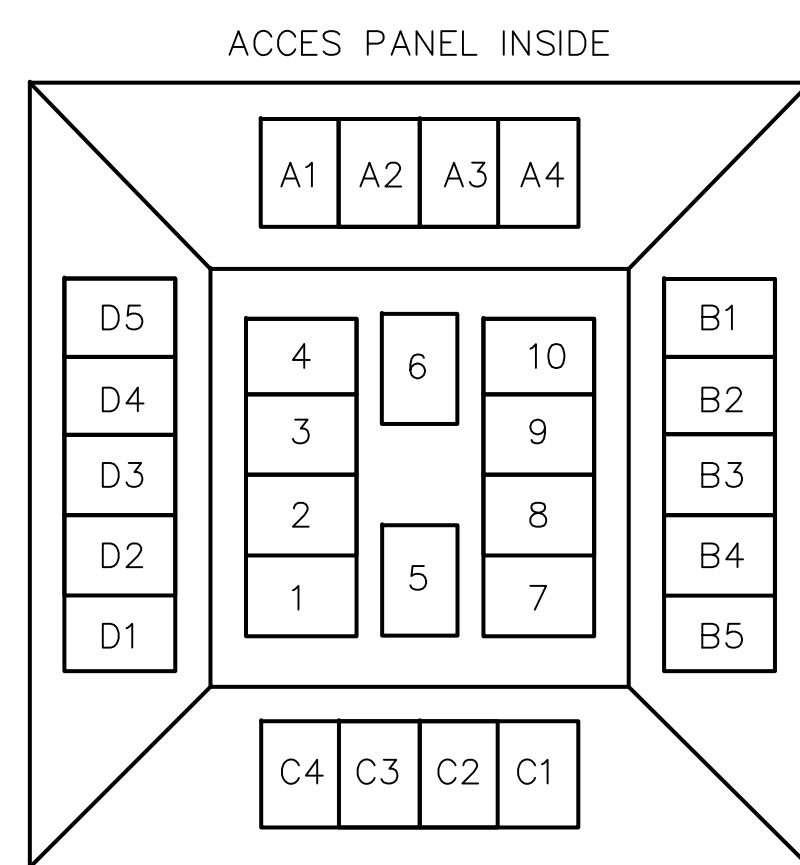 ACCES PANEL INSIDE
A1 A2 A3 A4
D5 B1
4 6 10
D4 B2
3 9
D3 B3
2 8
D2 B4
5
1 7
D1 B5
C4 C3 C2 C1